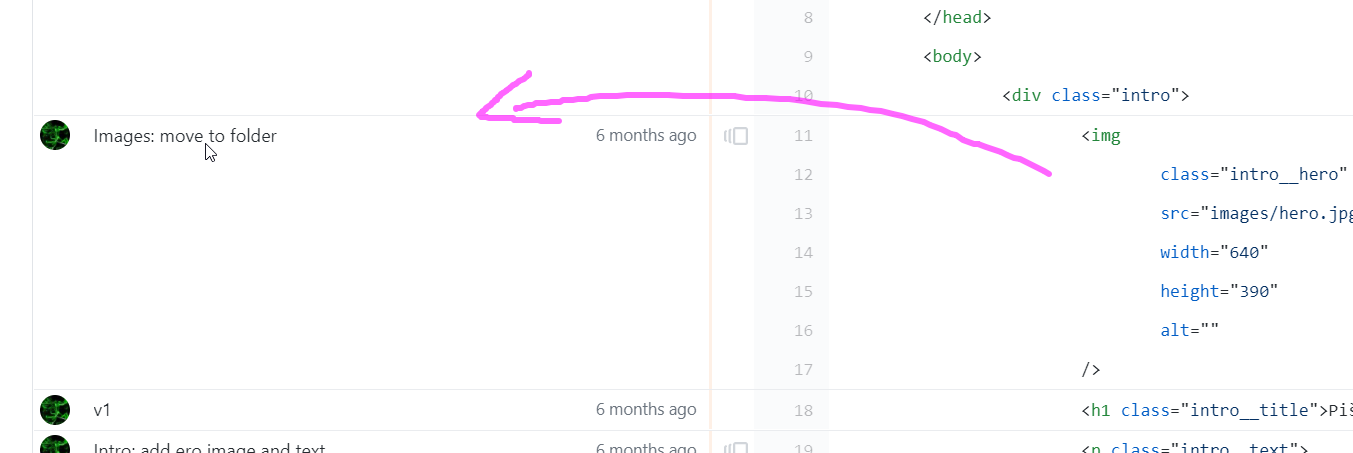 8 </head>
9 <body>
10 <div class="intro">
Images: move to folder 6 months ago 11 <img
12 class="intro__hero"
13 src="images/hero.jpg
14 width="640"
15 height="390"
16 alt=""
17 />
v1 6 months ago 18 <h1 class="intro__title">Piš
Intro: add ero image and text 6 months ago 19 <p class="intro__text">